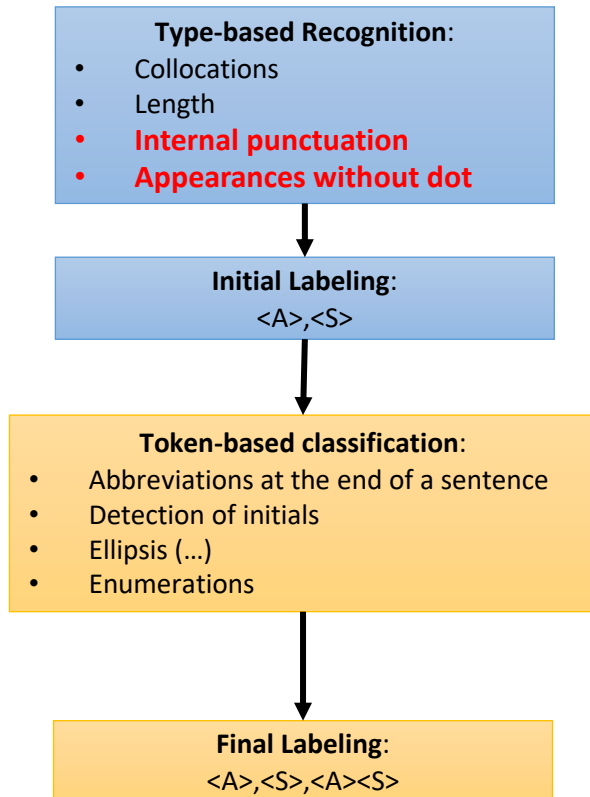 Type-based Recognition:
• Collocations
• Length
• Internal punctuation
• Appearances without dot
Initial Labeling:
<A>,<S>
Token-based classification:
• Abbreviations at the end of a sentence
• Detection of initials
• Ellipsis (…)
• Enumerations
Final Labeling:
<A>,<S>,<A><S>